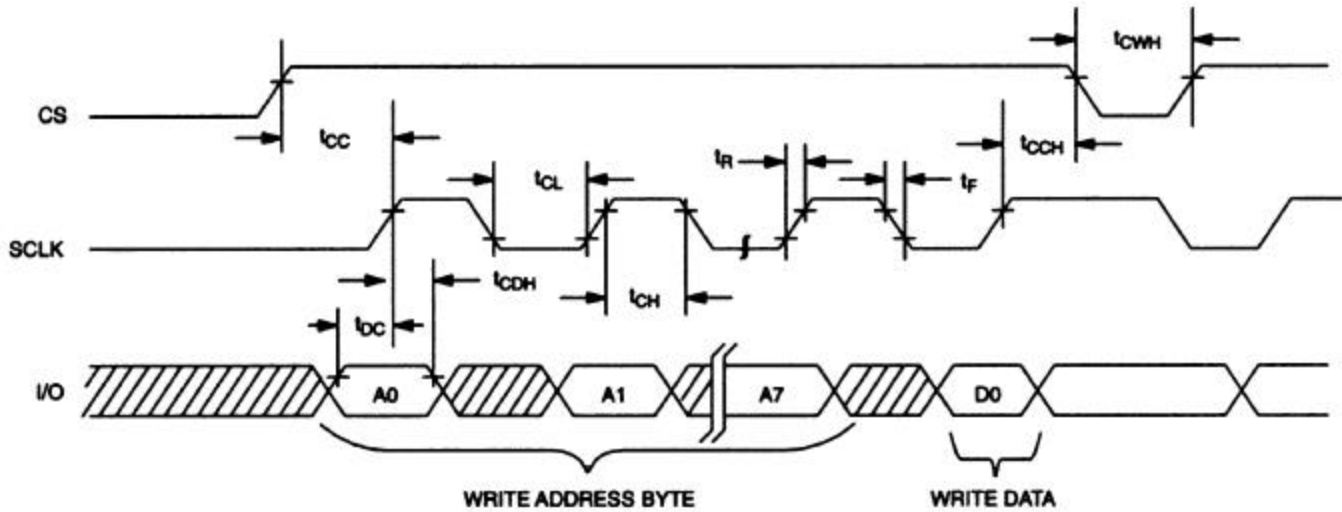 tCWH
CS
tCC
tCCH
tR
tCL
tF
SCLK
tCDH
tCH
tDC
I/O
A0
A1
A7
D0
WRITE ADDRESS BYTE
WRITE DATA